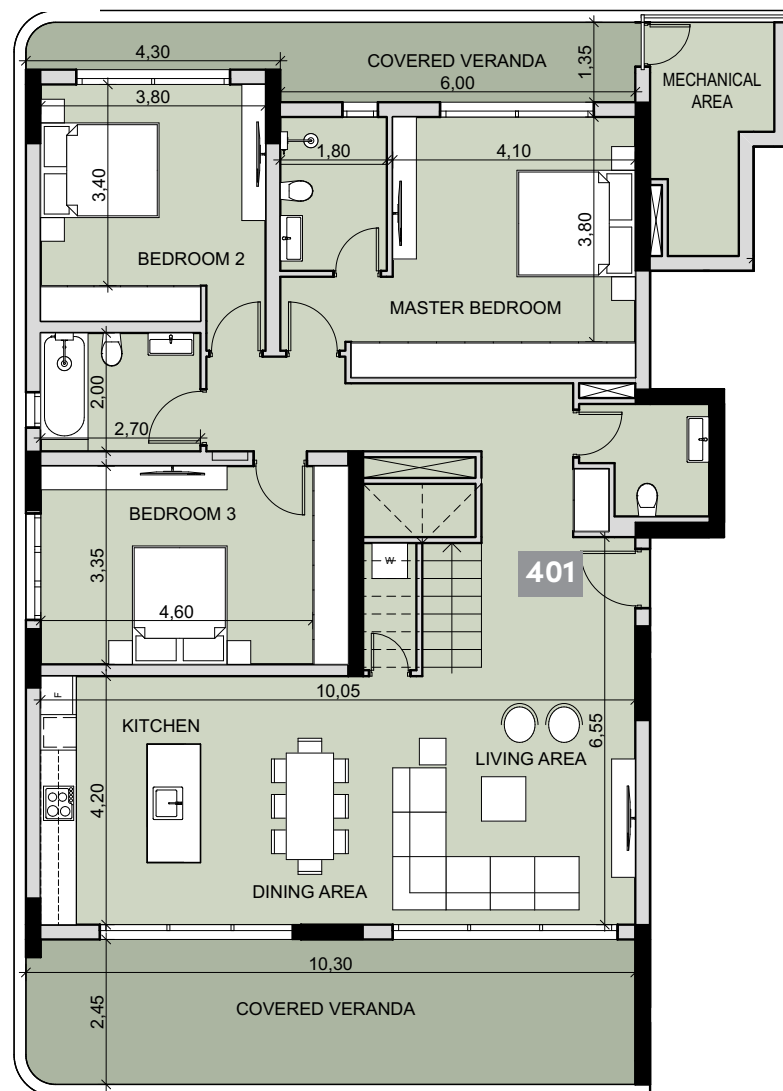 4,30
COVERED VERANDA
6,00
1,35
MECHANICAL
AREA
3,80
1,80
4,10
3,40
3,80
BEDROOM 2
MASTER BEDROOM
2,00
2,70
BEDROOM 3
3,35
4,60
W
401
10,05
F
KITCHEN
LIVING AREA
6,55
4,20
DINING AREA
10,30
2,45
COVERED VERANDA